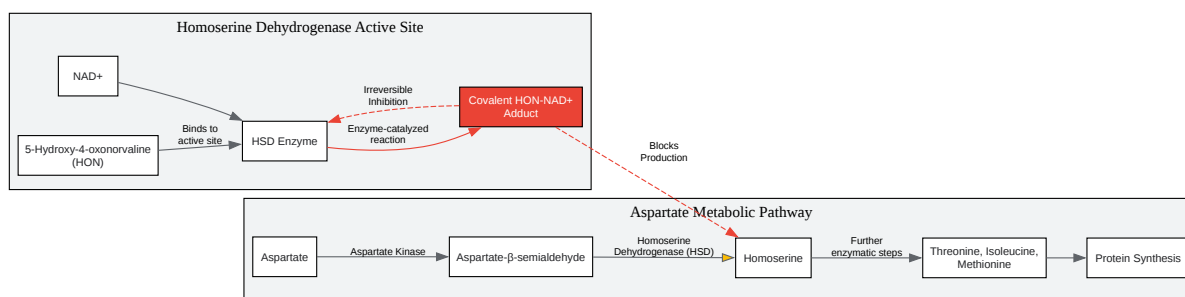 Homoserine Dehydrogenase Active Site
NAD+
Irreversible
Inhibition
Covalent HON-NAD+
Adduct
5-Hydroxy-4-oxonorvaline
(HON)
Binds to
active site
HSD Enzyme
Enzyme-catalyzed
reaction
Blocks
Production
Aspartate Metabolic Pathway
Aspartate
Aspartate Kinase
Aspartate-β-semialdehyde
Homoserine
Dehydrogenase (HSD)
Homoserine
Further
enzymatic steps
Threonine, Isoleucine,
Methionine
Protein Synthesis